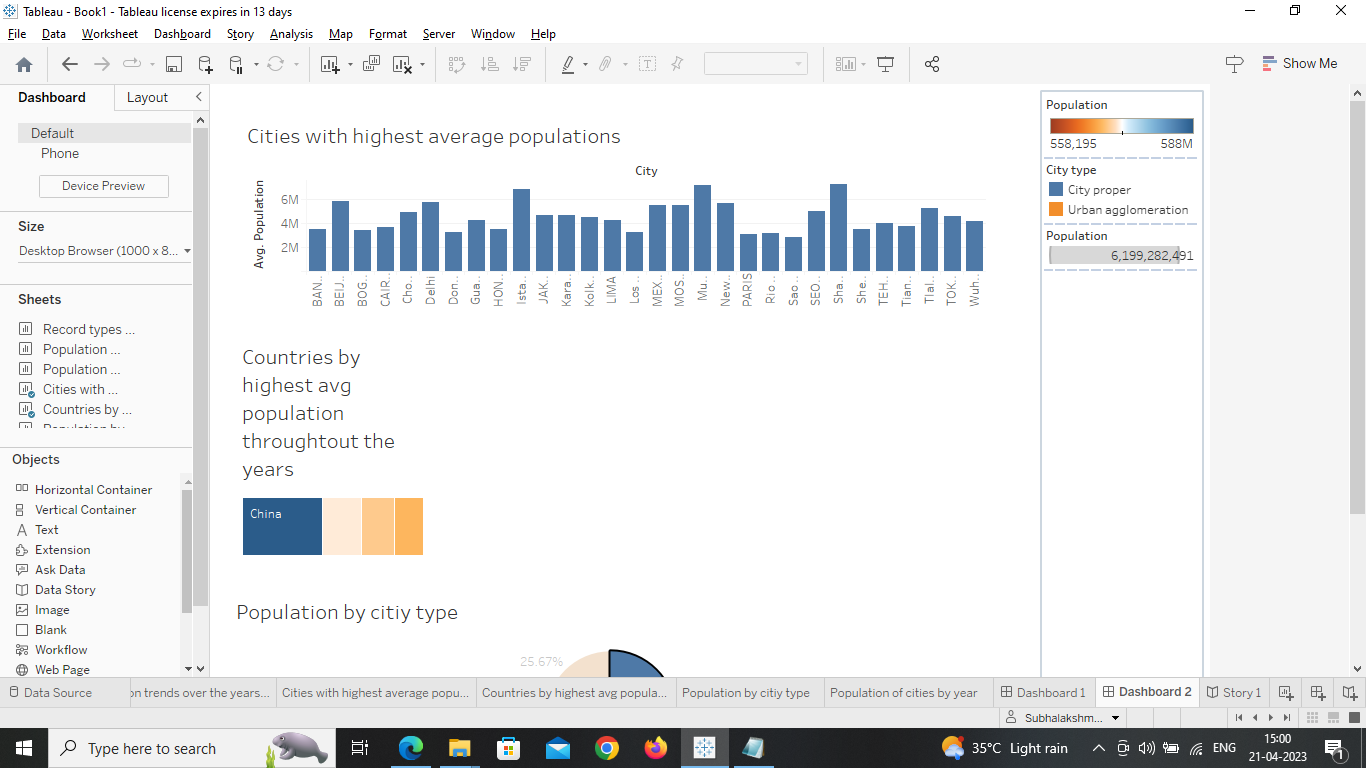 Tableau - Book1 - Tableau license expires in 13 days
File Data Worksheet Dashboard Story Analysis Map Format Server Window Help
Show Me
Dashboard Layout
Default
Phone
Device Preview
Size
Desktop Browser (1000 x 8...
Sheets
Record types ...
Population ...
Population ...
Cities with ...
Countries by ...
Objects
Horizontal Container
Vertical Container
Text
Extension
Ask Data
Data Story
Image
Blank
Workflow
Web Page
Cities with highest average populations
City
Avg. Population
6M
4M
2M
BAN.. BEIJ.. BOG.. CAIR.. Cho.. Delhi Don.. Gua.. HON.. Ista.. JAK.. Kara.. Kolk.. LIMA Los .. MEX.. MOS.. Mu.. New.. PARIS Rio .. Sao .. SEO.. Sha.. She.. TEH.. Tian.. Tlal.. TOK.. Wuh..
Countries by
highest avg
population
throughtout the
years
China
Population by citiy type
25.67%
Population
558,195 588M
City type
City proper
Urban agglomeration
Population
6,199,282,491
Data Source on trends over the years... Cities with highest average popu... Countries by highest avg popula... Population by citiy type Population of cities by year Dashboard 1 Dashboard 2 Story 1
Subhalakshm...
Type here to search
35°C Light rain
ENG
15:00
21-04-2023
1